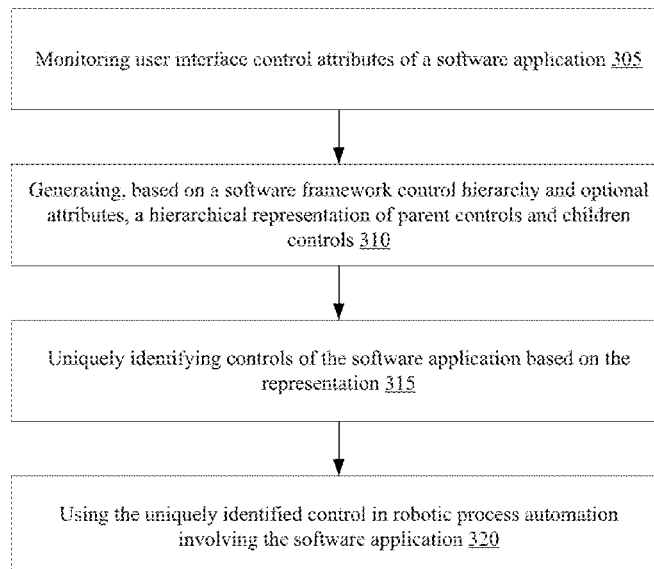 Monitoring user interface control attributes of a software application 305
Generating, based on a software framework control hierarchy and optional
attributes, a hierarchical representation of parent controls and children
controls 310
Uniquely identifying controls of the software application based on the
representation 315
Using the uniquely identified control in robotic process automation
involving the software application 320